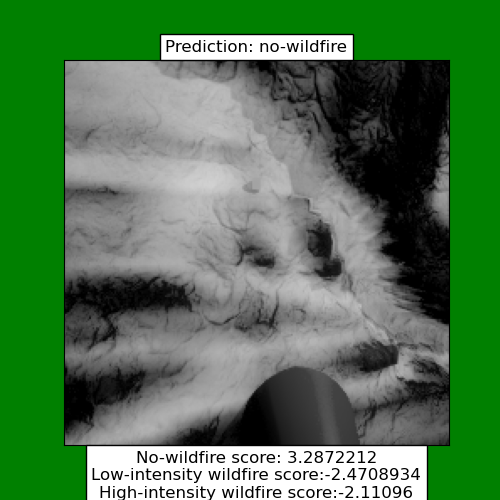 Prediction: no-wildfire
No-wildfire score: 3.2872212
Low-intensity wildfire score:-2.4708934
High-intensity wildfire score:-2.11096